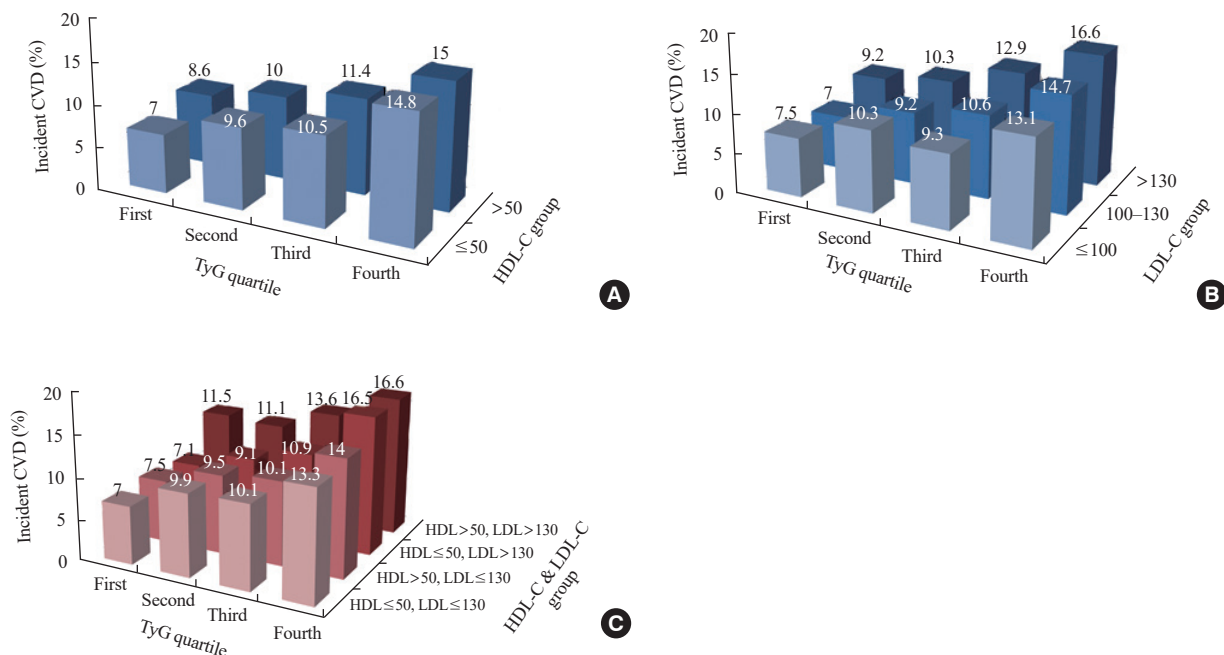 20
15
10
5
0
Incident CVD (%)
7
8.6
9.6
10
10.5
11.4
14.8
15
First
Second
Third
Fourth
TyG quartile
≤50
>50
HDL-C group
A
20
15
10
5
0
Incident CVD (%)
7.5
7
9.2
10.3
9.2
10.3
9.3
10.6
12.9
13.1
14.7
16.6
First
Second
Third
Fourth
TyG quartile
≤100
100–130
>130
LDL-C group
B
20
15
10
5
0
Incident CVD (%)
7
7.5
7.1
11.5
9.9
9.5
9.1
11.1
10.1
10.1
10.9
13.6
13.3
14
16.5
16.6
First
Second
Third
Fourth
TyG quartile
HDL>50, LDL>130
HDL≤50, LDL>130
HDL>50, LDL≤130
HDL≤50, LDL≤130
HDL-C & LDL-C
group
C